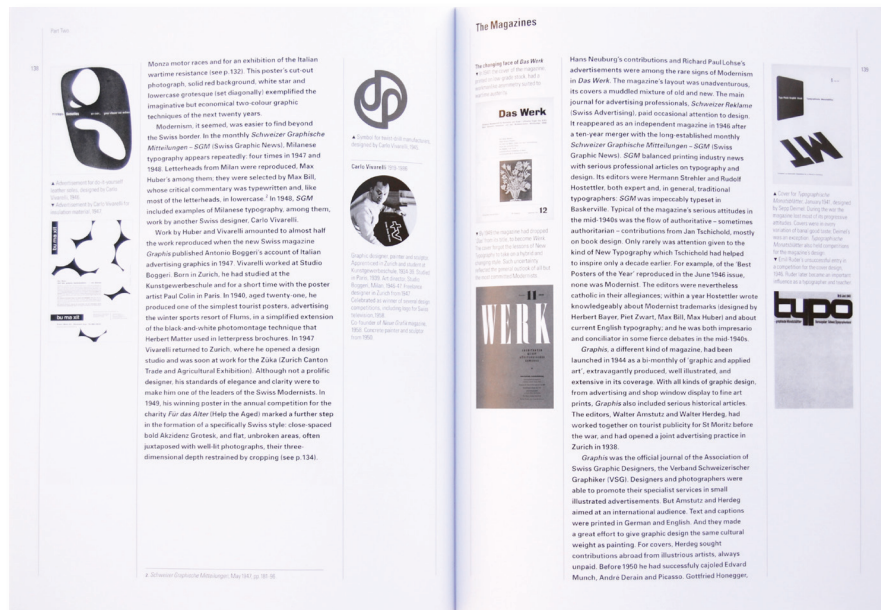 Part Two
130
Monza motor races and for an exhibition of the Italian
wartime resistance (see p.132). This poster's cut-out
photograph, solid red background, white star and
lowercase grotesque (set diagonally) exemplified the
imaginative but economical two-colour graphic
techniques of the next twenty years.
Modernism, it seemed, was easier to find beyond
the Swiss border. In the monthly Schweizer Graphische
Mitteilungen – SGM (Swiss Graphic News), Milanese
typography appears repeatedly: four times in 1947 and
1948. Letterheads from Milan were reproduced, Max
Huber's among them; they were selected by Max Bill,
whose critical commentary was typewritten and, like
most of the letterheads, in lowercase. In 1948, SGM
included examples of Milanese typography, among them,
work by another Swiss designer, Carlo Vivarelli.
Work by Huber and Vivarelli amounted to almost half
the work reproduced when the new Swiss magazine
Graphis published Antonio Boggeri's account of Italian
advertising graphics in 1947. Vivarelli worked at Studio
Boggeri. Born in Zurich, he had studied at the
Kunstgewerbeschule and for a short time with the poster
artist Paul Colin in Paris. In 1940, aged twenty-one, he
produced one of the simplest tourist posters, advertising
the winter sports resort of Flums, in a simplified extension
of the black-and-white photomontage technique that
Herbert Matter used in letterpress brochures. In 1947
Vivarelli returned to Zurich, where he opened a design
studio and was soon at work for the Züka (Zurich Canton
Trade and Agricultural Exhibition). Although not a prolific
designer, his standards of elegance and clarity were to
make him one of the leaders of the Swiss Modernists. In
1949, his winning poster in the annual competition for the
charity Für das Alter (Help the Aged) marked a further step
in the formation of a specifically Swiss style: close-spaced
bold Akzidenz Grotesk, and flat, unbroken areas, often
juxtaposed with well-lit photographs, their three-
dimensional depth restrained by cropping (see p.134).
Carlo Vivarelli
The Magazines
The changing face of Das Werk
Das Werk
12
11
WERK
Hans Neuburg's contributions and Richard Paul Lohse's
advertisements were among the rare signs of Modernism
in Das Werk. The magazine's layout was unadventurous,
its covers a muddled mixture of old and new. The main
journal for advertising professionals, Schweizer Reklame
(Swiss Advertising), paid occasional attention to design.
It reappeared as an independent magazine in 1946 after
a ten-year merger with the long-established monthly
Schweizer Graphische Mitteilungen – SGM (Swiss
Graphic News). SGM balanced printing industry news
with serious professional articles on typography and
design. Its editors were Hermann Strehler and Rudolf
Hostettler, both expert and, in general, traditional
typographers: SGM was impeccably typeset in
Baskerville. Typical of the magazine's serious attitudes in
the mid-1940s was the flow of authoritative – sometimes
authoritarian – contributions from Jan Tschichold, mostly
on book design. Only rarely was attention given to the
kind of New Typography which Tschichold had helped
to inspire only a decade earlier. For example, of the 'Best
Posters of the Year' reproduced in the June 1946 issue,
none was Modernist. The editors were nevertheless
catholic in their allegiances; within a year Hostettler wrote
knowledgeably about Modernist trademarks (designed by
Herbert Bayer, Piet Zwart, Max Bill, Max Huber) and about
current English typography; and he was both impresario
and conciliator in some fierce debates in the mid-1940s.
Graphis, a different kind of magazine, had been
launched in 1944 as a bi-monthly of 'graphic and applied
art', extravagantly produced, well illustrated, and
extensive in its coverage. With all kinds of graphic design,
from advertising and shop window display to fine art
prints, Graphis also included serious historical articles.
The editors, Walter Amstutz and Walter Herdeg, had
worked together on tourist publicity for St Moritz before
the war, and had opened a joint advertising practice in
Zurich in 1938.
Graphis was the official journal of the Association of
Swiss Graphic Designers, the Verband Schweizerischer
Graphiker (VSG). Designers and photographers were
able to promote their specialist services in small
illustrated advertisements. But Amstutz and Herdeg
aimed at an international audience. Text and captions
were printed in German and English. And they made
a great effort to give graphic design the same cultural
weight as painting. For covers, Herdeg sought
contributions abroad from illustrious artists, always
unpaid. Before 1950 he had successfuly cajoled Edvard
Munch, André Derain and Picasso. Gottfried Honegger,
TM
typo